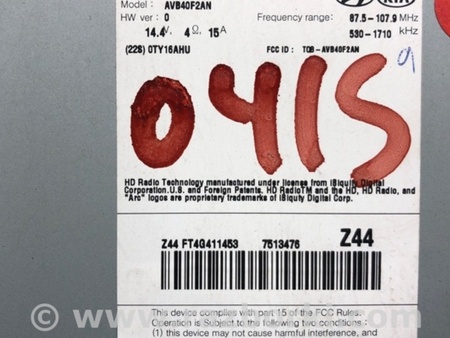 Model: AVB40F2AN
HW ver: 0 Frequency range: 87.5-107.9 MHz
14.4V, 4Ω, 15A 530-1710 kHz
(22S) 0TY16AHU FCC ID: TQ8-AVB40F2AN
KIA
9
0415
HD Radio Technology manufactured under license from iBiquity Digital
Corporation.U.S. and Foreign Patents. HD RadioTM and the HD, HD Radio, and
"Arc" logos are proprietary trademarks of iBiquity Digital Corp.
Z44 FT4G411453 7513476 Z44
This device complies with part 15 of the FCC Rules.
Operation is Subject to the following two conditions :
(1) this device may not cause harmful interference, and